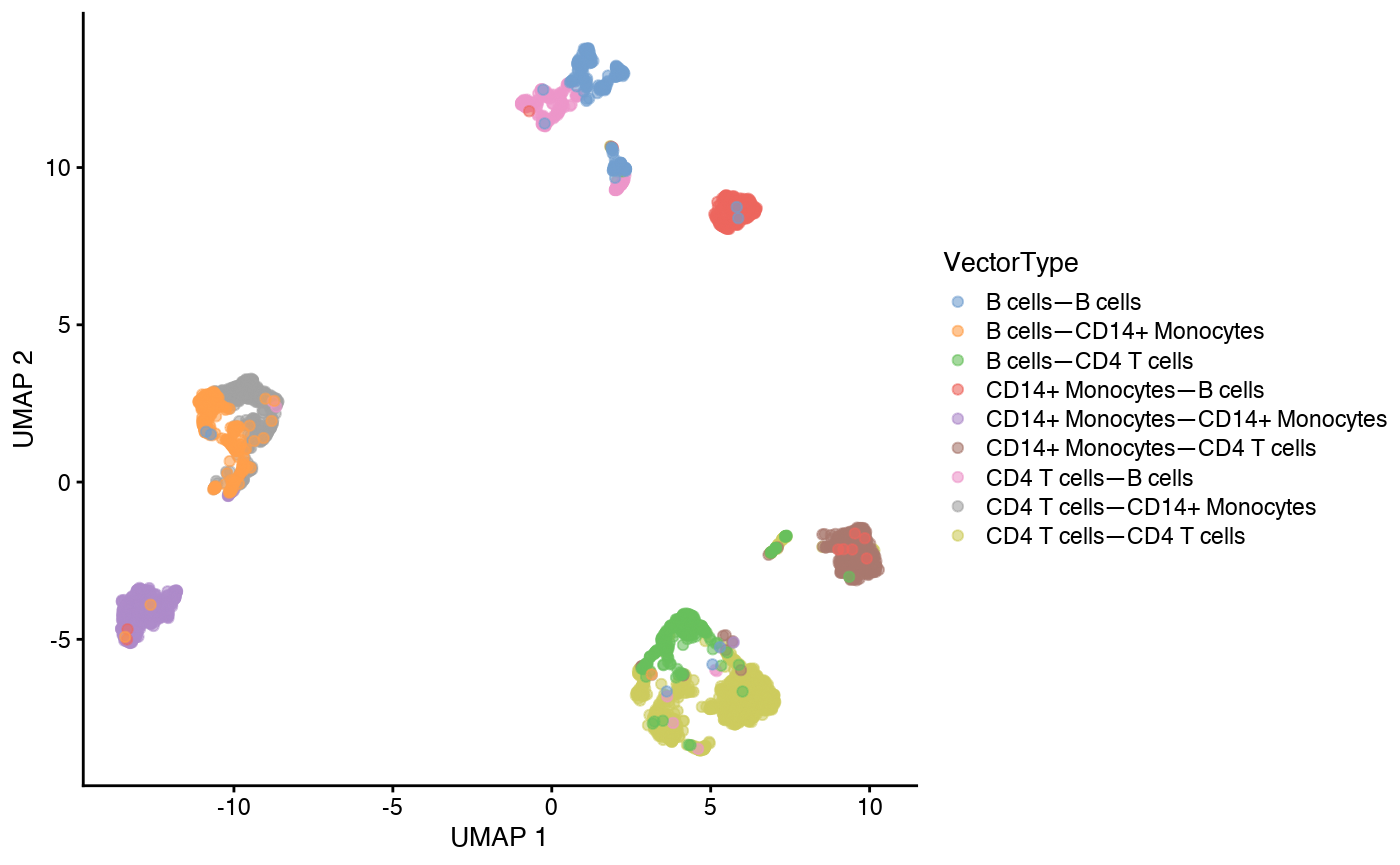 10
5
0
-5
UMAP 2
-10
-5
0
5
10
UMAP 1
VectorType
B cells—B cells
B cells—CD14+ Monocytes
B cells—CD4 T cells
CD14+ Monocytes—B cells
CD14+ Monocytes—CD14+ Monocytes
CD14+ Monocytes—CD4 T cells
CD4 T cells—B cells
CD4 T cells—CD14+ Monocytes
CD4 T cells—CD4 T cells